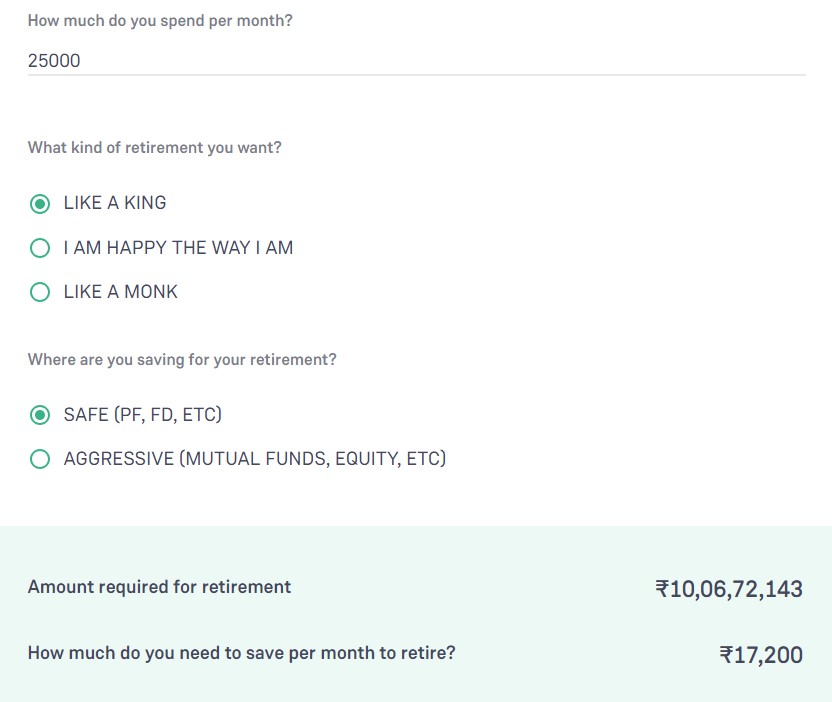 How much do you spend per month?
25000
What kind of retirement you want?
LIKE A KING
I AM HAPPY THE WAY I AM
LIKE A MONK
Where are you saving for your retirement?
SAFE (PF, FD, ETC)
AGGRESSIVE (MUTUAL FUNDS, EQUITY, ETC)
Amount required for retirement ₹10,06,72,143
How much do you need to save per month to retire? ₹17,200